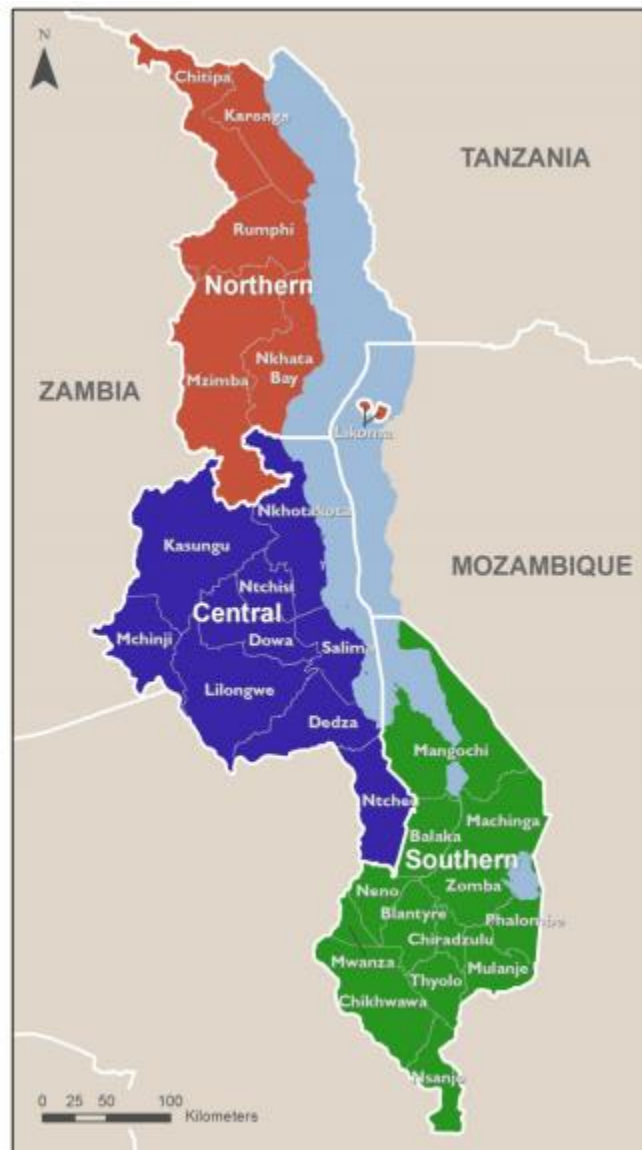 N
Chitipa
Karonga
TANZANIA
Rumphi
Northern
ZAMBIA
Mzimba
Nkhata
Bay
Likoma
Nkhotakota
Kasungu
MOZAMBIQUE
Ntchisi
Central
Mchinji
Dowa
Salima
Lilongwe
Dedza
Mangochi
Ntcheu
Machinga
Balaka
Southern
Neno
Zomba
Blantyre
Phalombe
Chiradzulu
Mwanza
Mulanje
Thyolo
Chikhwawa
Nsanje
0 25 50 100
Kilometers